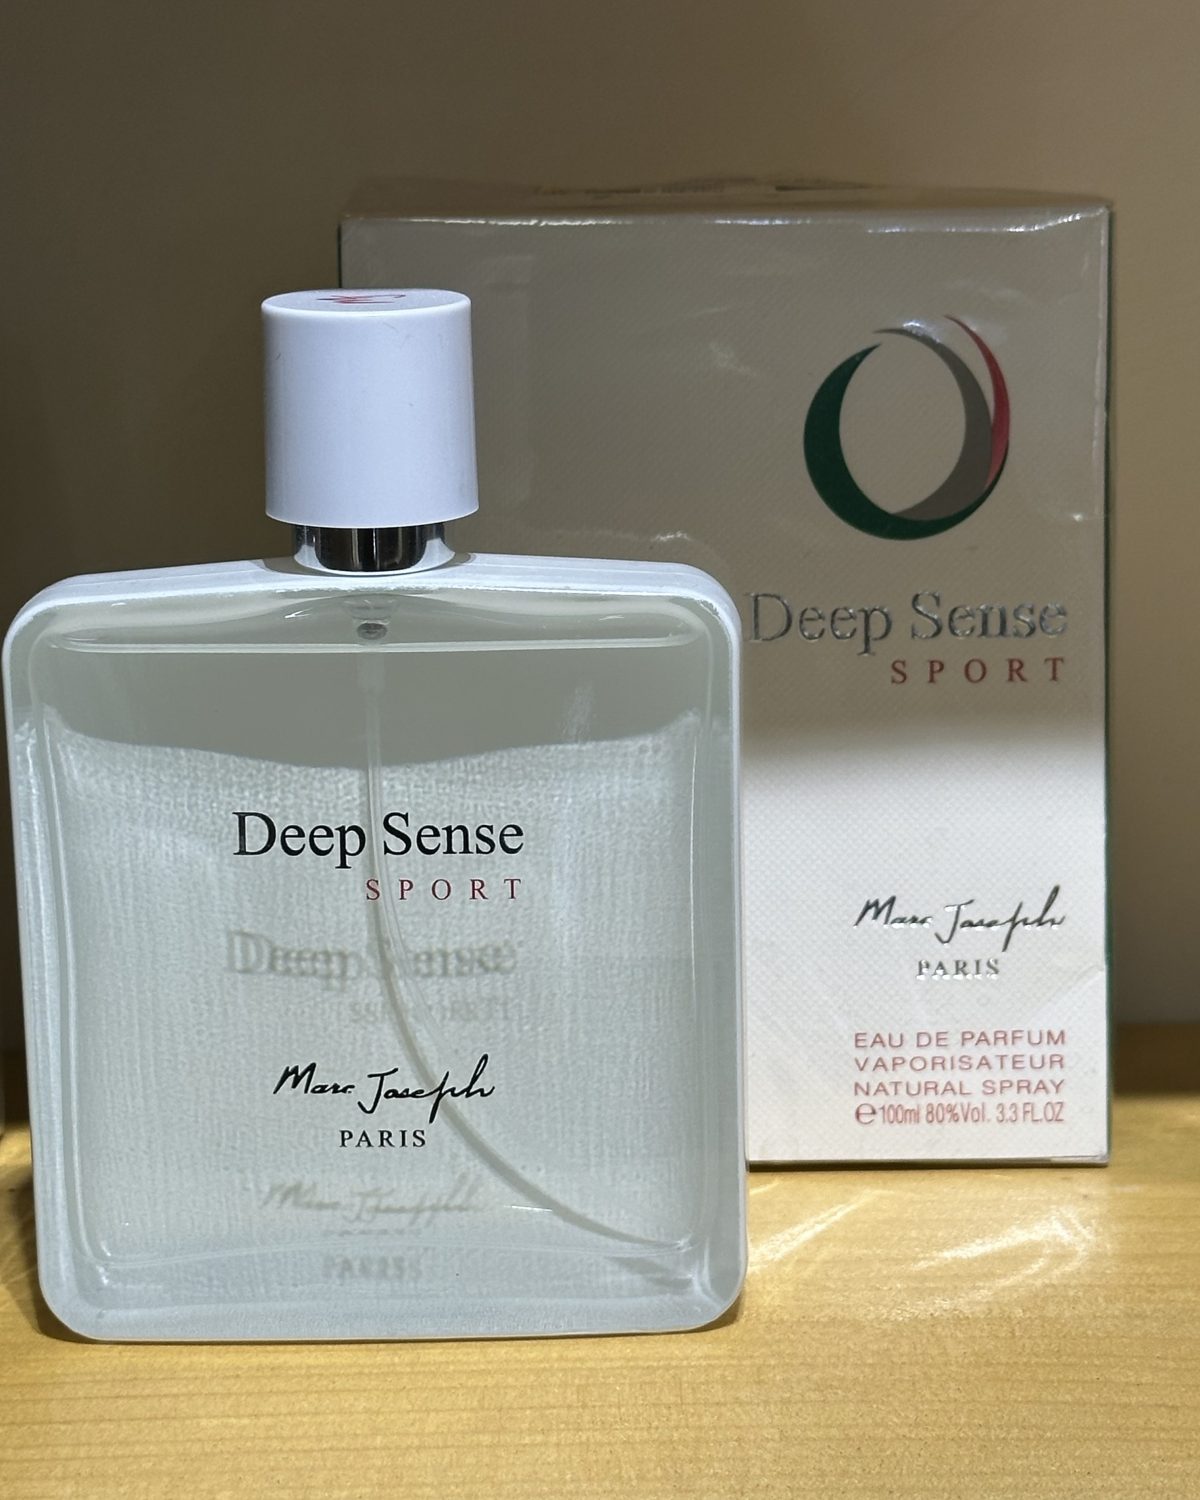 Deep Sense
SPORT
Marc Joseph
PARIS
Deep Sense
SPORT
Marc Joseph
PARIS
EAU DE PARFUM
VAPORISATEUR
NATURAL SPRAY
℮100ml 80%Vol. 3.3 FL.OZ